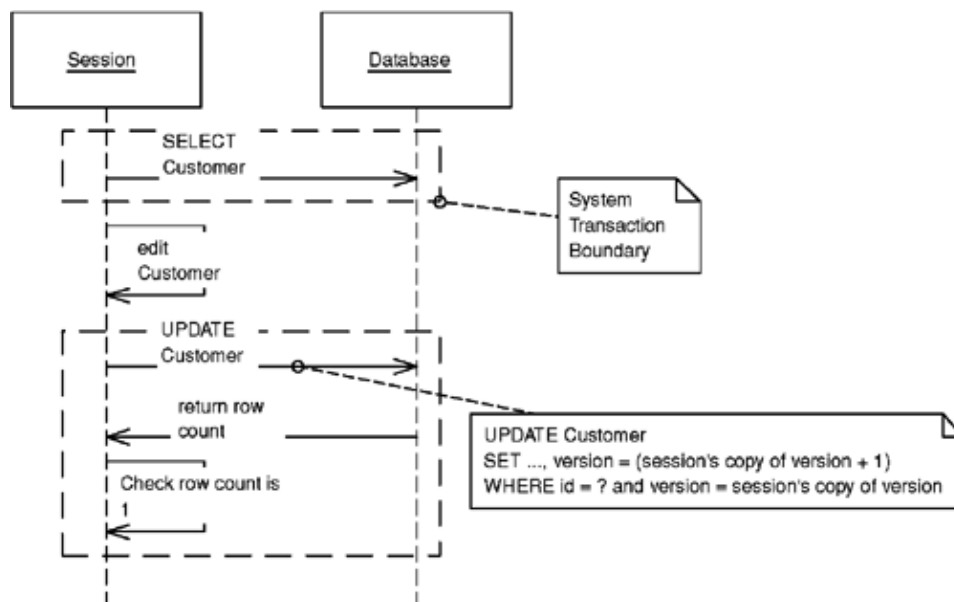 Session
Database
SELECT
Customer
System
Transaction
Boundary
edit
Customer
UPDATE
Customer
return row
count
UPDATE Customer
SET ..., version = (session's copy of version + 1)
WHERE id = ? and version = session's copy of version
Check row count is
1